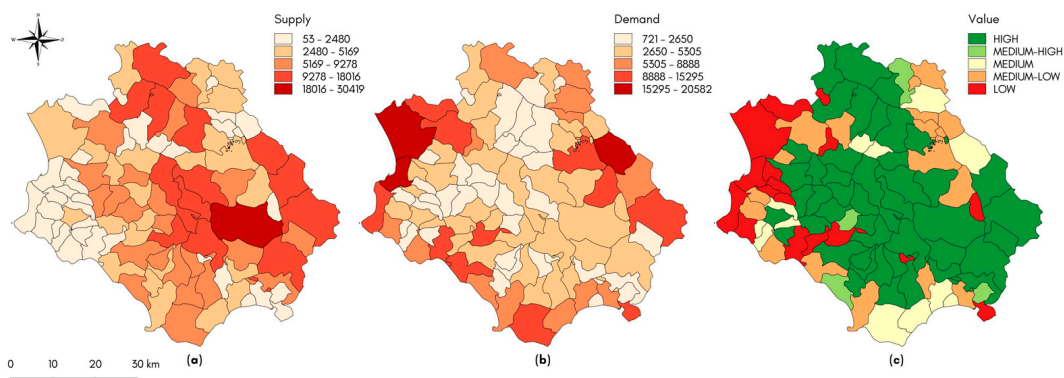 N
W
O
S
Supply
53 – 2480
2480 – 5169
5169 – 9278
9278 – 18016
18016 – 30419
Demand
721 – 2650
2650 – 5305
5305 – 8888
8888 – 15295
15295 – 20582
Value
HIGH
MEDIUM-HIGH
MEDIUM
MEDIUM-LOW
LOW
(a)
(b)
(c)
0 10 20 30 km